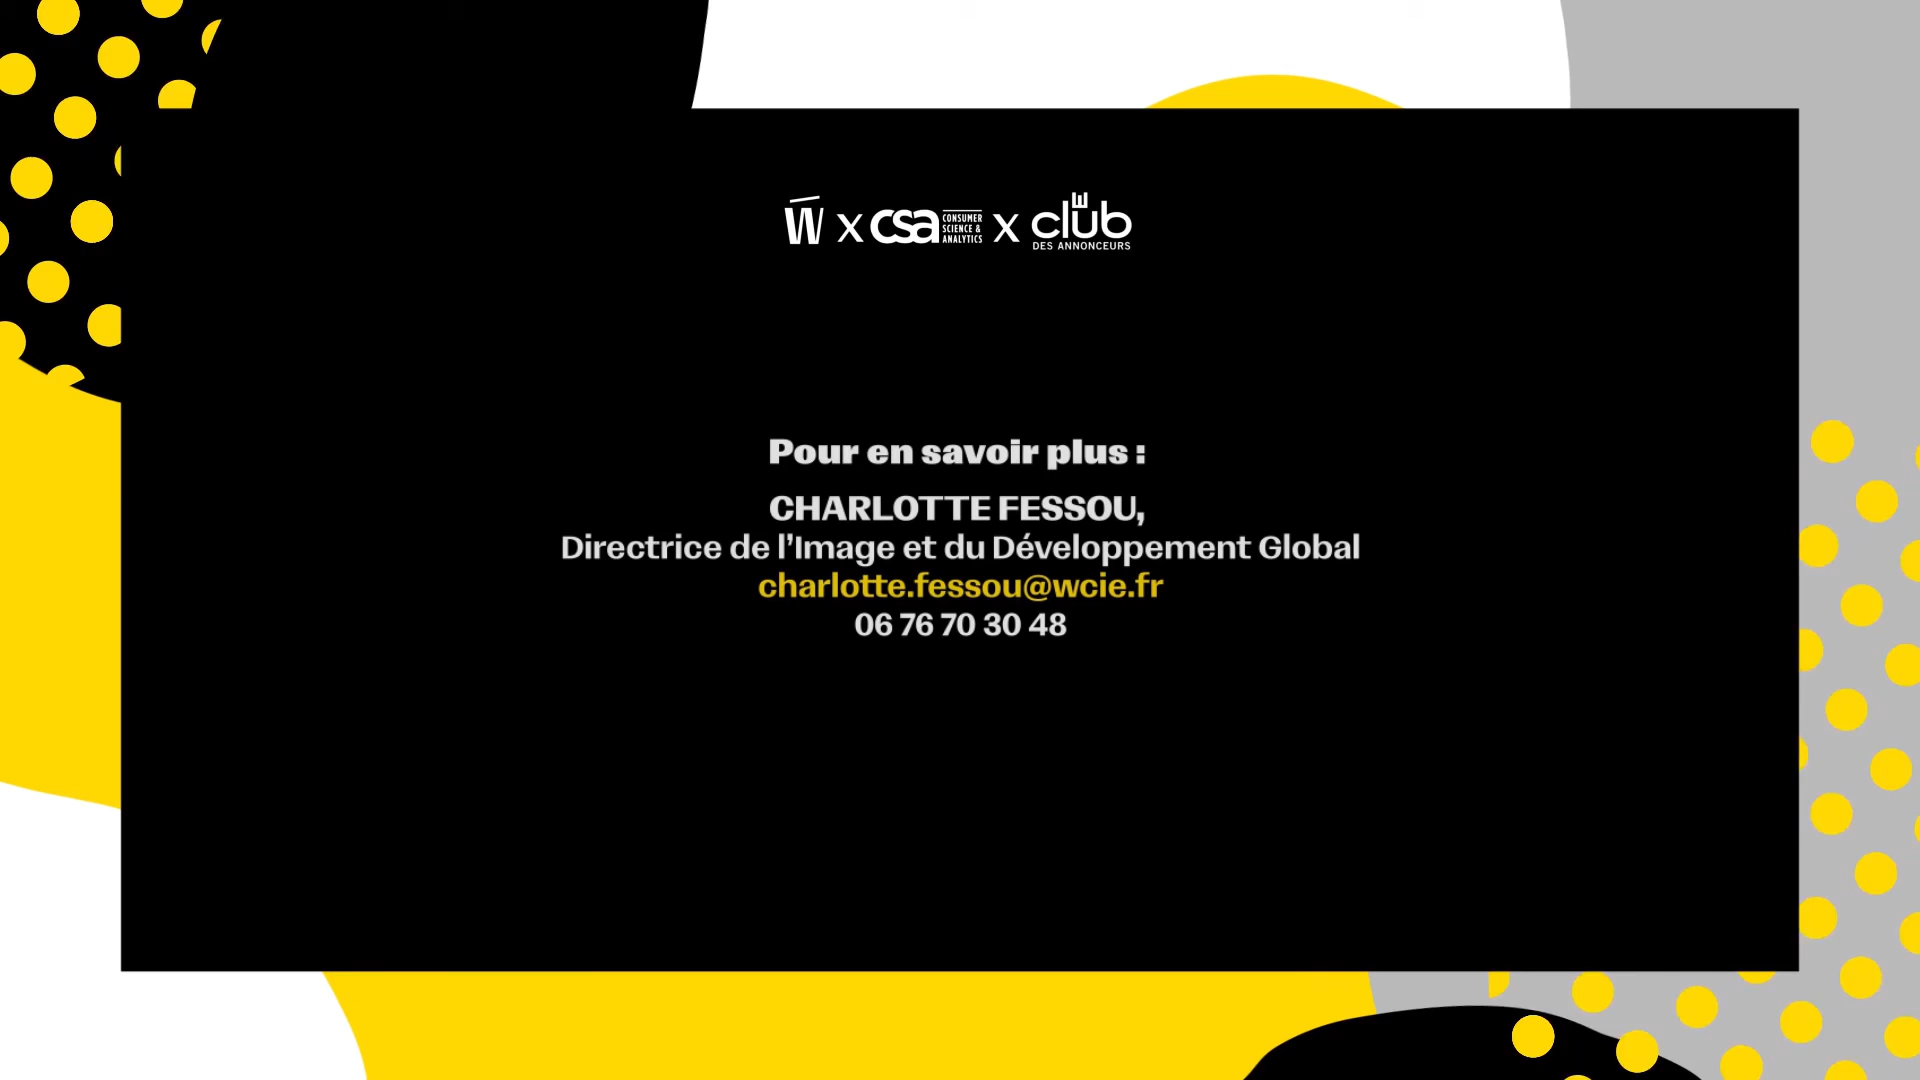 W x csa CONSUMER SCIENCE & ANALYTICS x club DES ANNONCEURS
Pour en savoir plus :
CHARLOTTE FESSOU,
Directrice de l’Image et du Développement Global
charlotte.fessou@wcie.fr
06 76 70 30 48